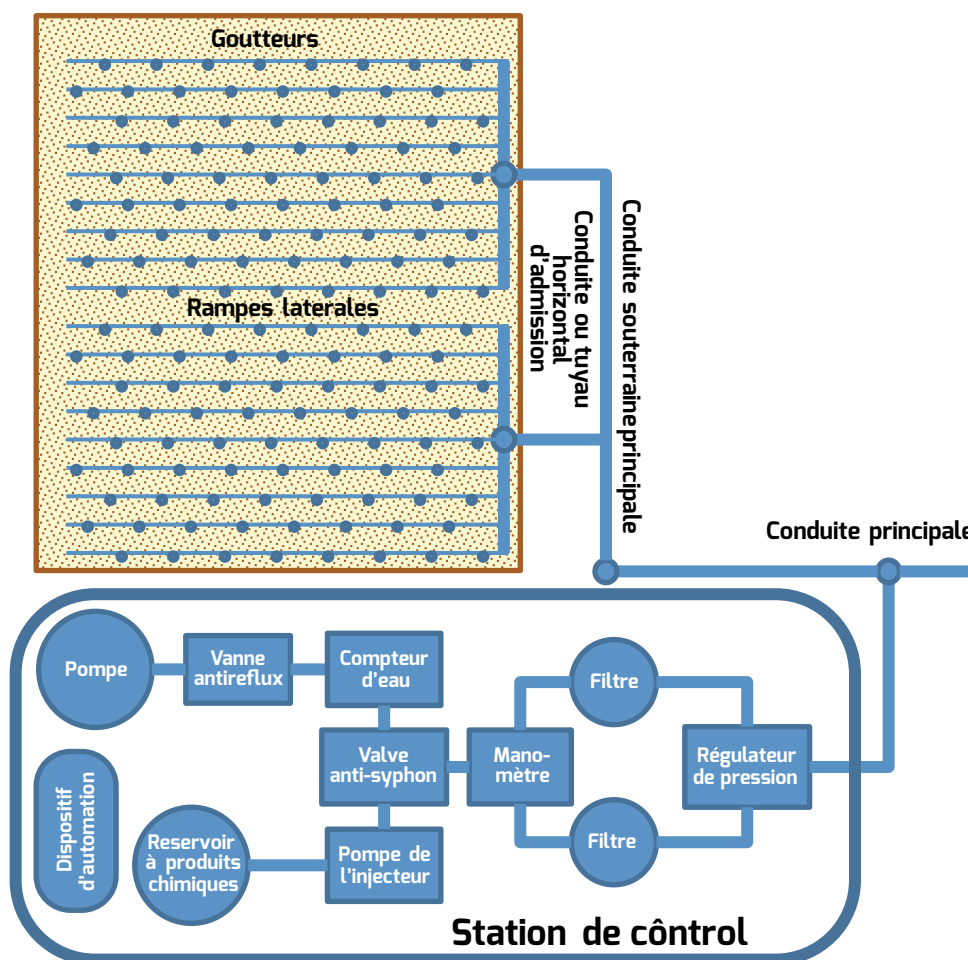 Goutteurs
Rampes laterales
Conduite ou tuyau
horizontal
d'admission
Conduite souterraine principale
Conduite principale
Pompe
Vanne
antireflux
Compteur
d'eau
Filtre
Valve
anti-syphon
Mano-
mètre
Régulateur
de pression
Dispositif
d'automation
Reservoir
à produits
chimiques
Pompe de
l'injecteur
Filtre
Station de côntrol